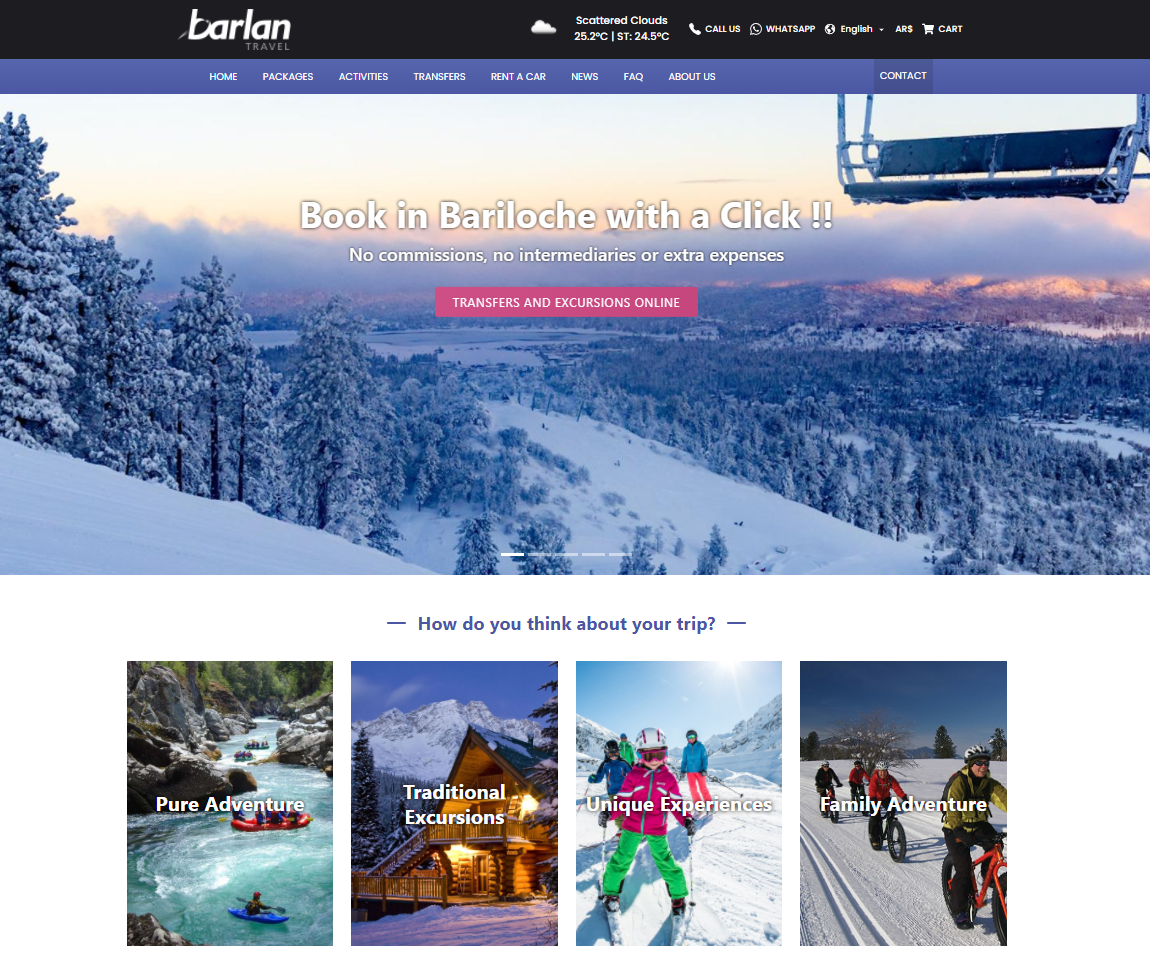 barlan
TRAVEL
Scattered Clouds
25.2ºC | ST: 24.5ºC
CALL US
WHATSAPP
English
AR$
CART
HOME
PACKAGES
ACTIVITIES
TRANSFERS
RENT A CAR
NEWS
FAQ
ABOUT US
CONTACT
Book in Bariloche with a Click !!
No commissions, no intermediaries or extra expenses
TRANSFERS AND EXCURSIONS ONLINE
How do you think about your trip?
Pure Adventure
Traditional
Excursions
Unique Experiences
Family Adventure